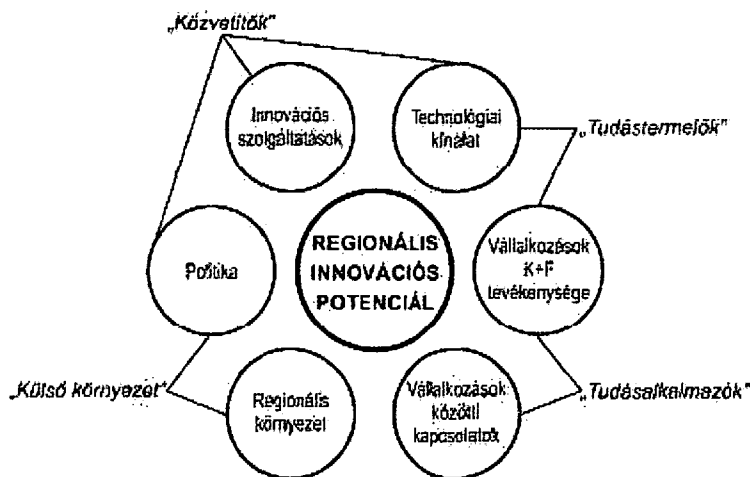 „Közvetítők”
Innovációs
szolgáltatások
Technológiai
kínálat
„Tudástermelők”
Politika
REGIONÁLIS
INNOVÁCIÓS
POTENCIÁL
Vállalkozások
K+F
tevékenysége
„Külső környezet”
Regionális
környezet
Vállalkozások
közötti
kapcsolatok
„Tudásalkalmazók”